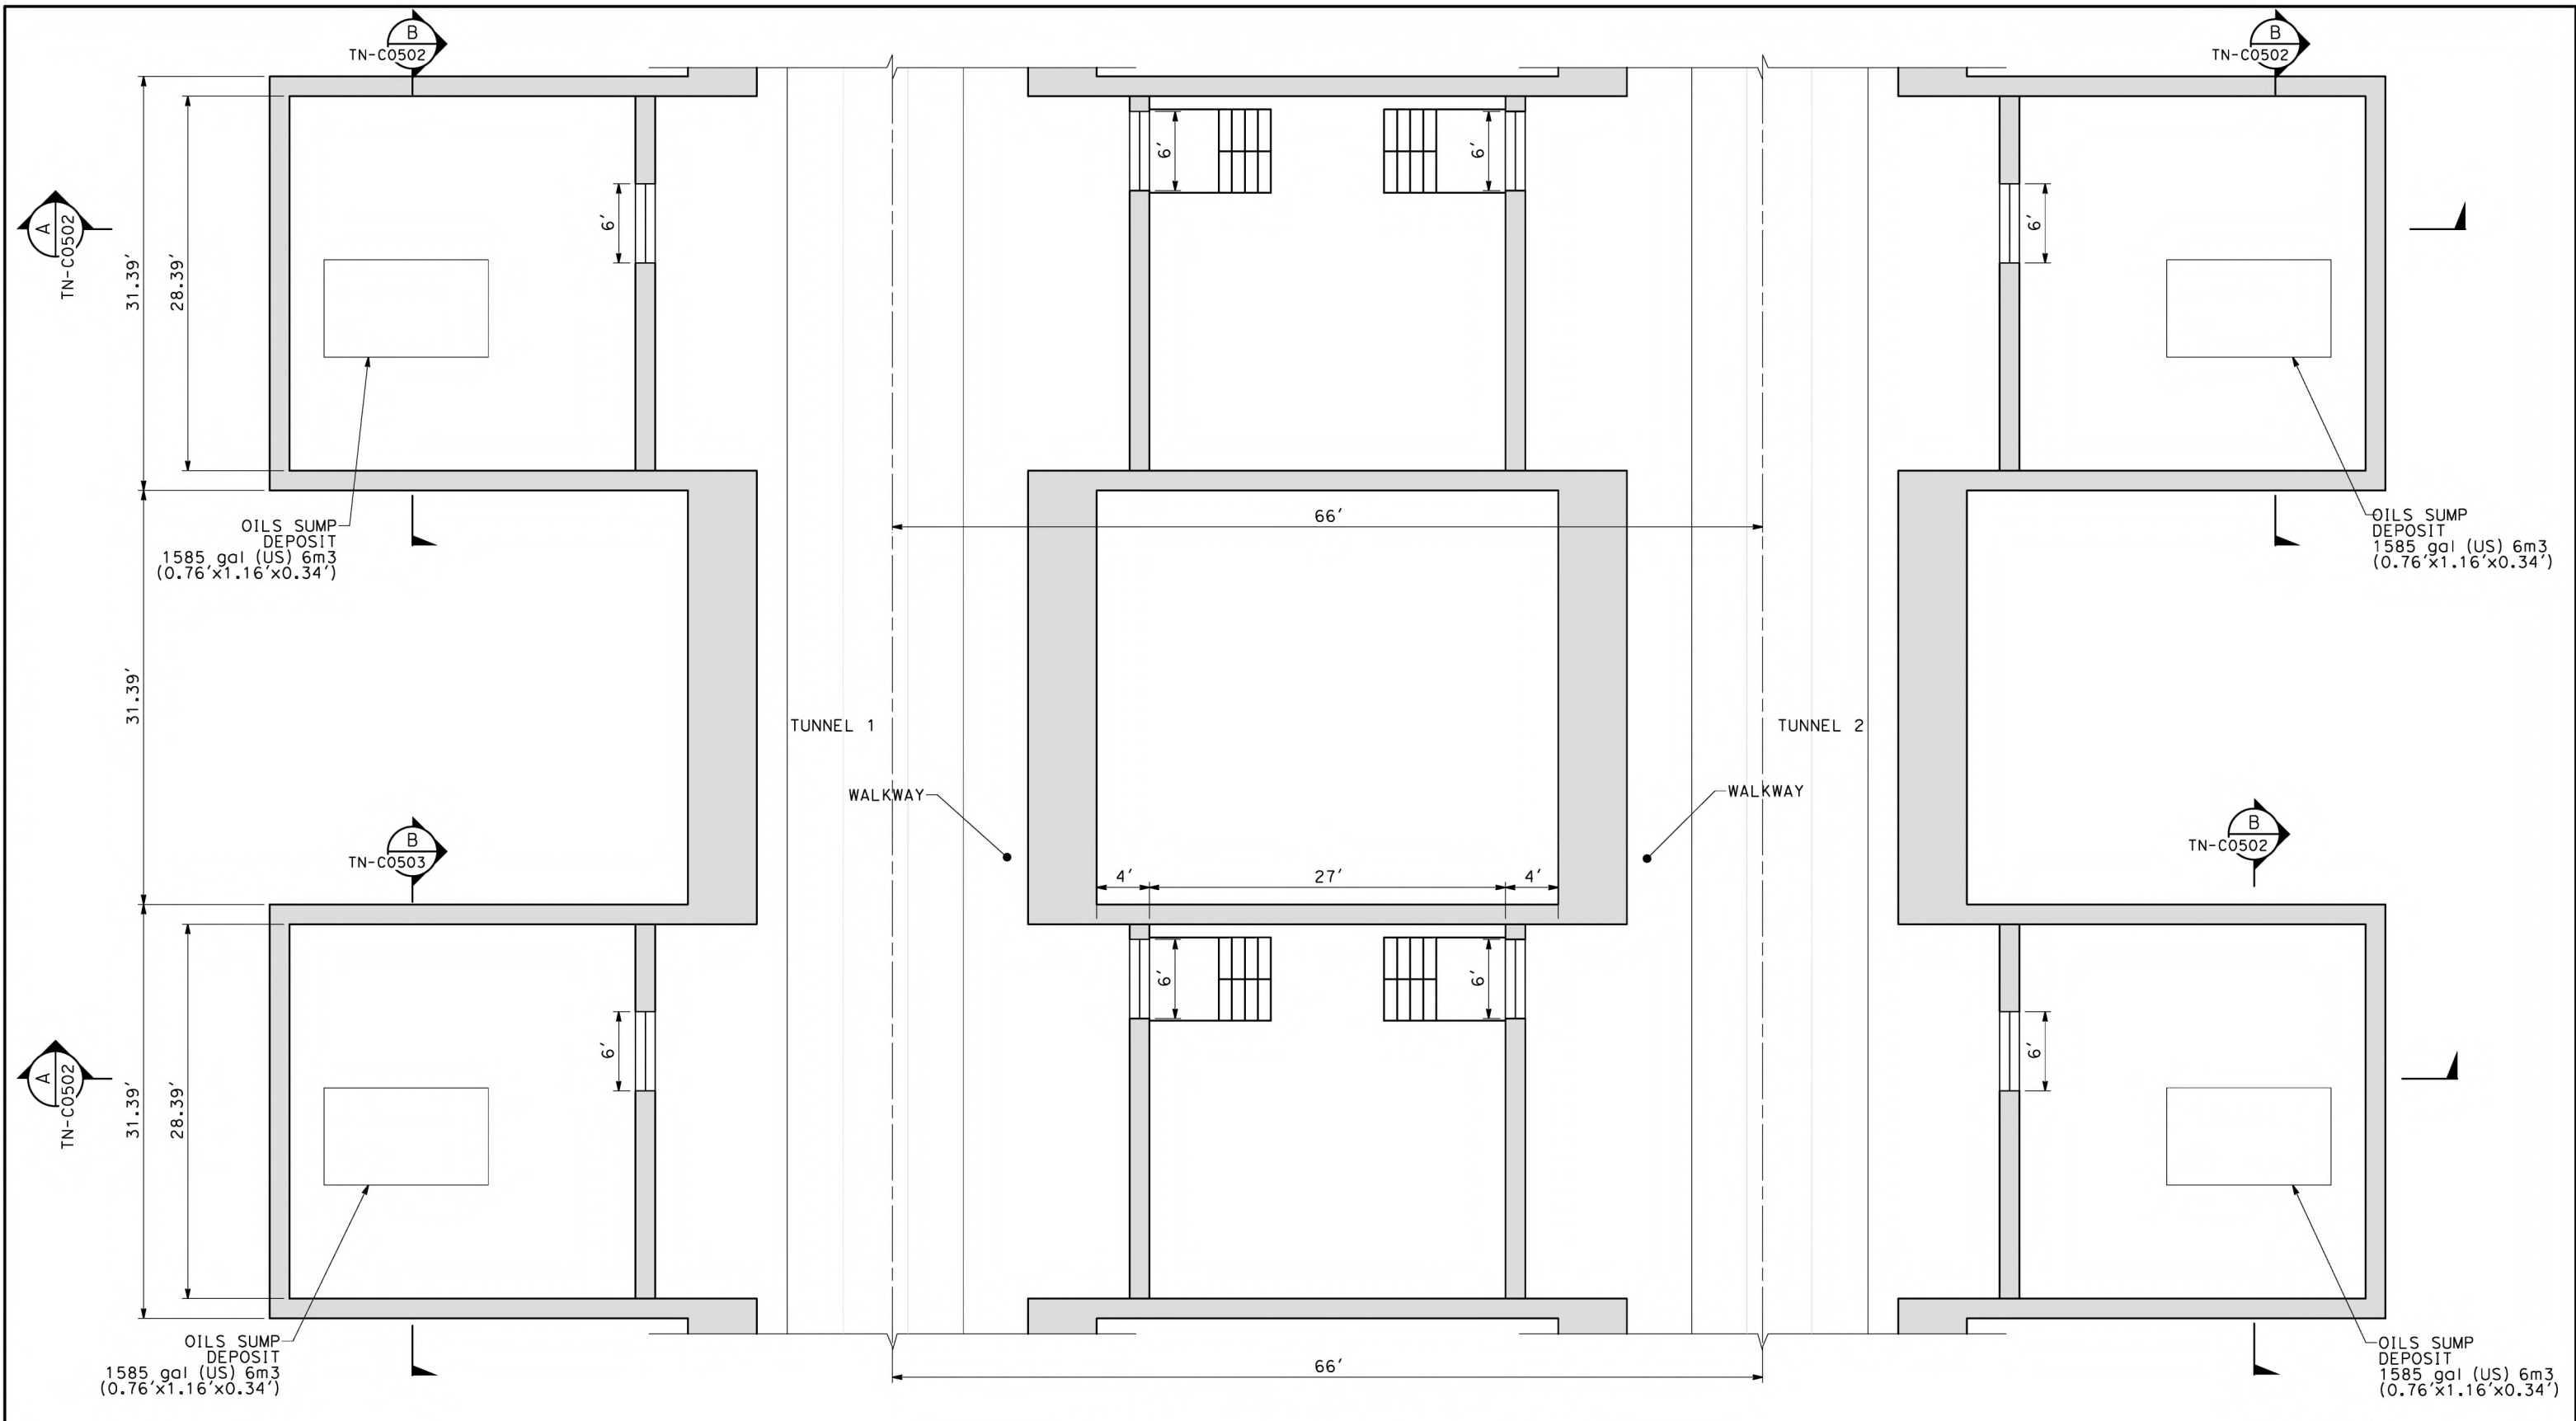 B
TN-C0502
B
TN-C0502
A
TN-C0502
31.39'
28.39'
6'
6'
6'
6'
OILS SUMP
DEPOSIT
1585 gal (US) 6m3
(0.76'x1.16'x0.34')
66'
OILS SUMP
DEPOSIT
1585 gal (US) 6m3
(0.76'x1.16'x0.34')
31.39'
TUNNEL 1
TUNNEL 2
WALKWAY
WALKWAY
B
TN-C0503
B
TN-C0502
4'
27'
4'
A
TN-C0502
31.39'
28.39'
6'
6'
6'
6'
OILS SUMP
DEPOSIT
1585 gal (US) 6m3
(0.76'x1.16'x0.34')
66'
OILS SUMP
DEPOSIT
1585 gal (US) 6m3
(0.76'x1.16'x0.34')